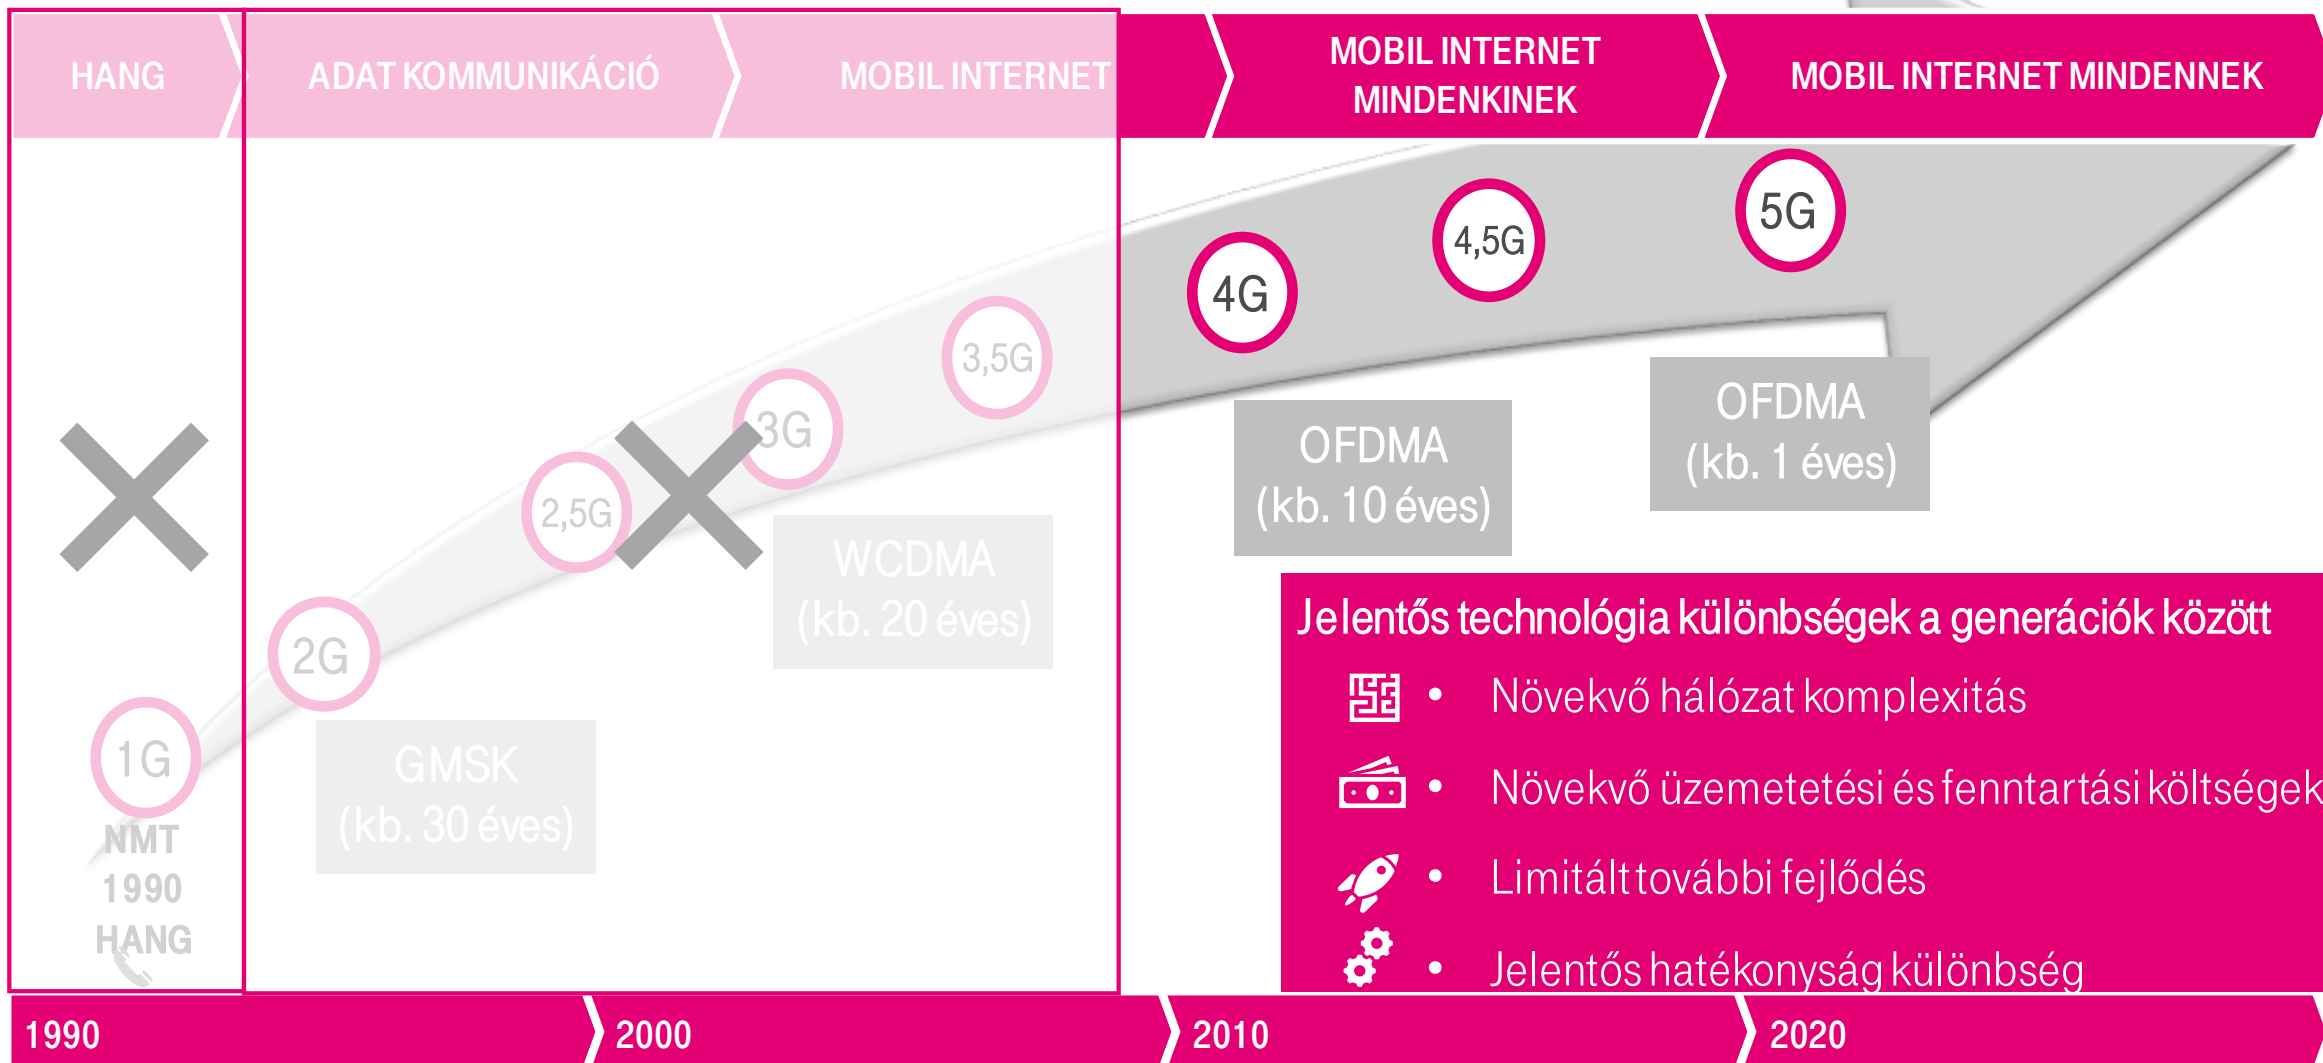 HANG
ADAT KOMMUNIKÁCIÓ
MOBIL INTERNET
MOBIL INTERNET
MINDENKINEK
MOBIL INTERNET MINDENNEK
5G
4,5G
4G
3,5G
3G
2,5G
2G
1G
NMT
1990
HANG
GMSK
(kb. 30 éves)
WCDMA
(kb. 20 éves)
OFDMA
(kb. 10 éves)
OFDMA
(kb. 1 éves)
Jelentős technológia különbségek a generációk között
• Növekvő hálózat komplexitás
• Növekvő üzemetetési és fenntartási költségek
• Limitált további fejlődés
• Jelentős hatékonyság különbség
1990
2000
2010
2020